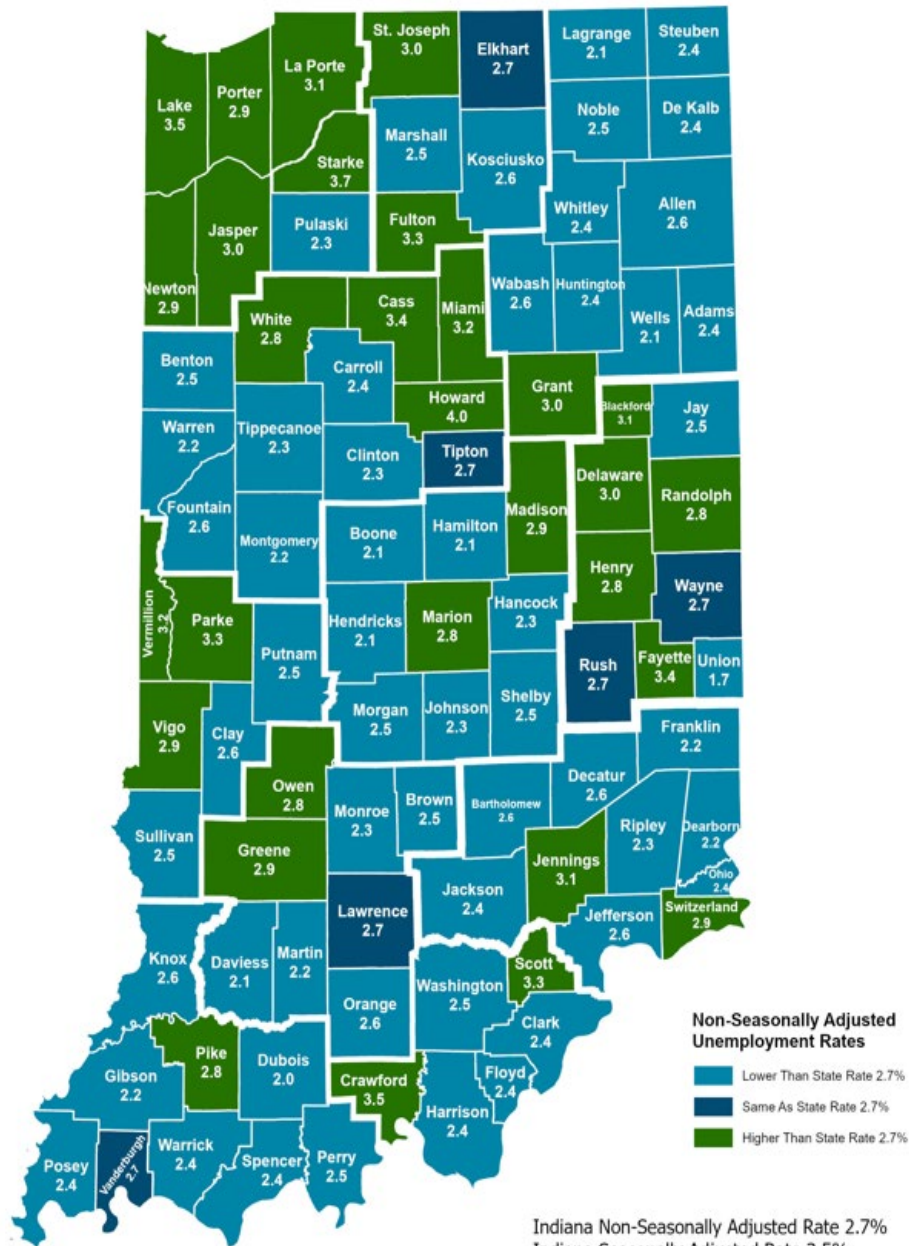 St. Joseph
3.0
Elkhart
2.7
Lagrange
2.1
Steuben
2.4
Lake
3.5
Porter
2.9
La Porte
3.1
Noble
2.5
De Kalb
2.4
Marshall
2.5
Kosciusko
2.6
Starke
3.7
Whitley
2.4
Allen
2.6
Jasper
3.0
Pulaski
2.3
Fulton
3.3
Newton
2.9
Wabash
2.6
Huntington
2.4
Wells
2.1
Adams
2.4
White
2.8
Cass
3.4
Miami
3.2
Benton
2.5
Carroll
2.4
Grant
3.0
Howard
4.0
Blackford
3.1
Jay
2.5
Warren
2.2
Tippecanoe
2.3
Clinton
2.3
Tipton
2.7
Delaware
3.0
Randolph
2.8
Fountain
2.6
Montgomery
2.2
Boone
2.1
Hamilton
2.1
Madison
2.9
Henry
2.8
Wayne
2.7
Vermillion
3.2
Parke
3.3
Putnam
2.5
Hendricks
2.1
Marion
2.8
Hancock
2.3
Rush
2.7
Fayette
3.4
Union
1.7
Vigo
2.9
Clay
2.6
Morgan
2.5
Johnson
2.3
Shelby
2.5
Franklin
2.2
Owen
2.8
Monroe
2.3
Brown
2.5
Bartholomew
2.6
Decatur
2.6
Ripley
2.3
Dearborn
2.2
Ohio
2.4
Sullivan
2.5
Greene
2.9
Jennings
3.1
Lawrence
2.7
Jackson
2.4
Jefferson
2.6
Switzerland
2.9
Knox
2.6
Daviess
2.1
Martin
2.2
Orange
2.6
Washington
2.5
Scott
3.3
Clark
2.4
Gibson
2.2
Pike
2.8
Dubois
2.0
Crawford
3.5
Floyd
2.4
Harrison
2.4
Posey
2.4
Vanderburgh
2.7
Warrick
2.4
Spencer
2.4
Perry
2.5
Non-Seasonally Adjusted
Unemployment Rates
Lower Than State Rate 2.7%
Same As State Rate 2.7%
Higher Than State Rate 2.7%
Indiana Non-Seasonally Adjusted Rate 2.7%
Indiana Seasonally Adjusted Rate 3.5%